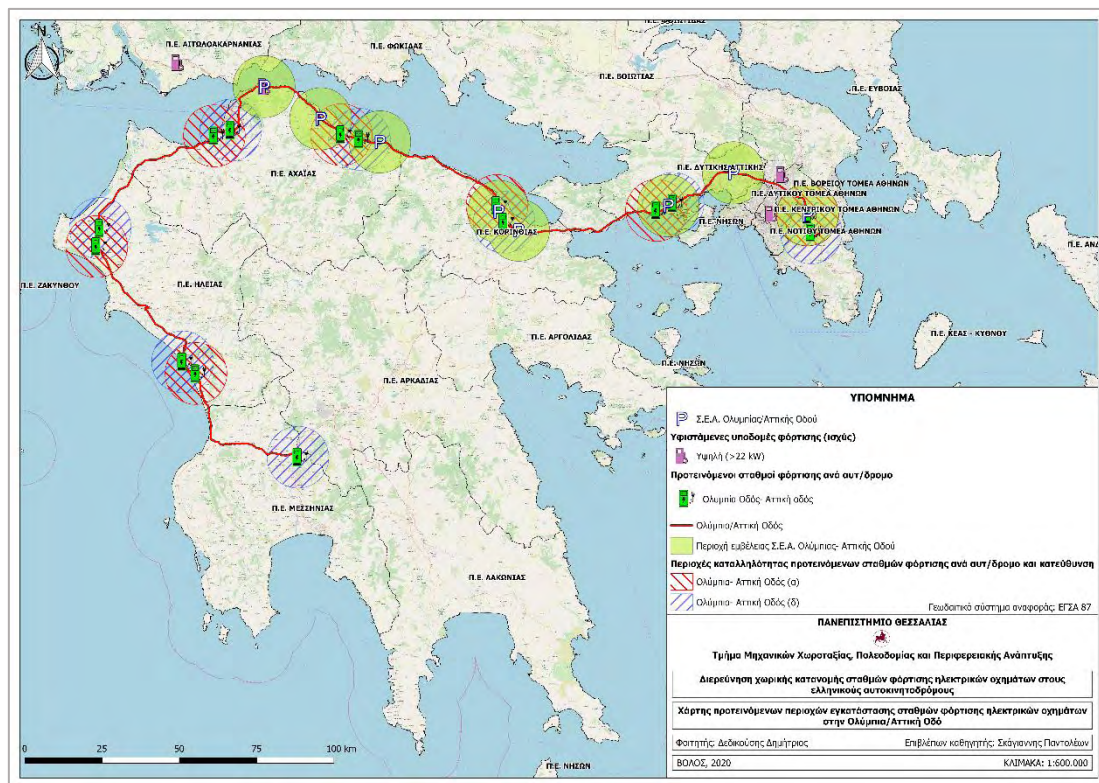 N
Π.Ε. ΑΙΤΩΛΟΑΚΑΡΝΑΝΙΑΣ
Π.Ε. ΦΩΚΙΔΑΣ
Π.Ε. ΒΟΙΩΤΙΑΣ
Π.Ε. ΕΥΒΟΙΑΣ
Π.Ε. ΑΧΑΪΑΣ
Π.Ε. ΔΥΤΙΚΗΣ ΑΤΤΙΚΗΣ
Π.Ε. ΒΟΡΕΙΟΥ ΤΟΜΕΑ ΑΘΗΝΩΝ
Π.Ε. ΔΥΤΙΚΟΥ ΤΟΜΕΑ ΑΘΗΝΩΝ
Π.Ε. ΚΕΝΤΡΙΚΟΥ ΤΟΜΕΑ ΑΘΗΝΩΝ
Π.Ε. ΝΗΣΩΝ
Π.Ε. ΝΟΤΙΟΥ ΤΟΜΕΑ ΑΘΗΝΩΝ
Π.Ε. ΚΟΡΙΝΘΙΑΣ
Π.Ε. ΑΝΔ
Π.Ε. ΖΑΚΥΝΘΟΥ
Π.Ε. ΗΛΕΙΑΣ
Π.Ε. ΑΡΓΟΛΙΔΑΣ
Π.Ε. ΚΕΑΣ - ΚΥΘΝΟΥ
Π.Ε. ΝΗΣΩΝ
Π.Ε. ΑΡΚΑΔΙΑΣ
Π.Ε. ΜΕΣΣΗΝΙΑΣ
Π.Ε. ΛΑΚΩΝΙΑΣ
Π.Ε. ΝΗΣΩΝ
0 25 50 75 100 km
ΥΠΟΜΝΗΜΑ
P Σ.Ε.Α. Ολυμπίας/Αττικής Οδού
Υφιστάμενες υποδομές φόρτισης (ισχύς)
Υψηλή (>22 kW)
Προτεινόμενοι σταθμοί φόρτισης ανά αυτ/δρομο
Ολυμπία Οδός- Αττική οδός
Ολύμπια/Αττική Οδός
Περιοχή εμβέλειας Σ.Ε.Α. Ολύμπιας- Αττικής Οδού
Περιοχές καταλληλότητας προτεινόμενων σταθμών φόρτισης ανά αυτ/δρομο και κατεύθυνση
Ολύμπια- Αττική Οδός (α)
Ολύμπια- Αττική Οδός (δ)
Γεωδαιτικό σύστημα αναφοράς: ΕΓΣΑ 87
ΠΑΝΕΠΙΣΤΗΜΙΟ ΘΕΣΣΑΛΙΑΣ
Τμήμα Μηχανικών Χωροταξίας, Πολεοδομίας και Περιφερειακής Ανάπτυξης
Διερεύνηση χωρικής κατανομής σταθμών φόρτισης ηλεκτρικών οχημάτων στους
ελληνικούς αυτοκινητοδρόμους
Χάρτης προτεινόμενων περιοχών εγκατάστασης σταθμών φόρτισης ηλεκτρικών οχημάτων
στην Ολύμπια/Αττική Οδό
Φοιτητής: Δεδικούσης Δημήτριος Επιβλέπων καθηγητής: Σκάγιαννης Παντολέων
ΒΟΛΟΣ, 2020 ΚΛΙΜΑΚΑ: 1:600.000